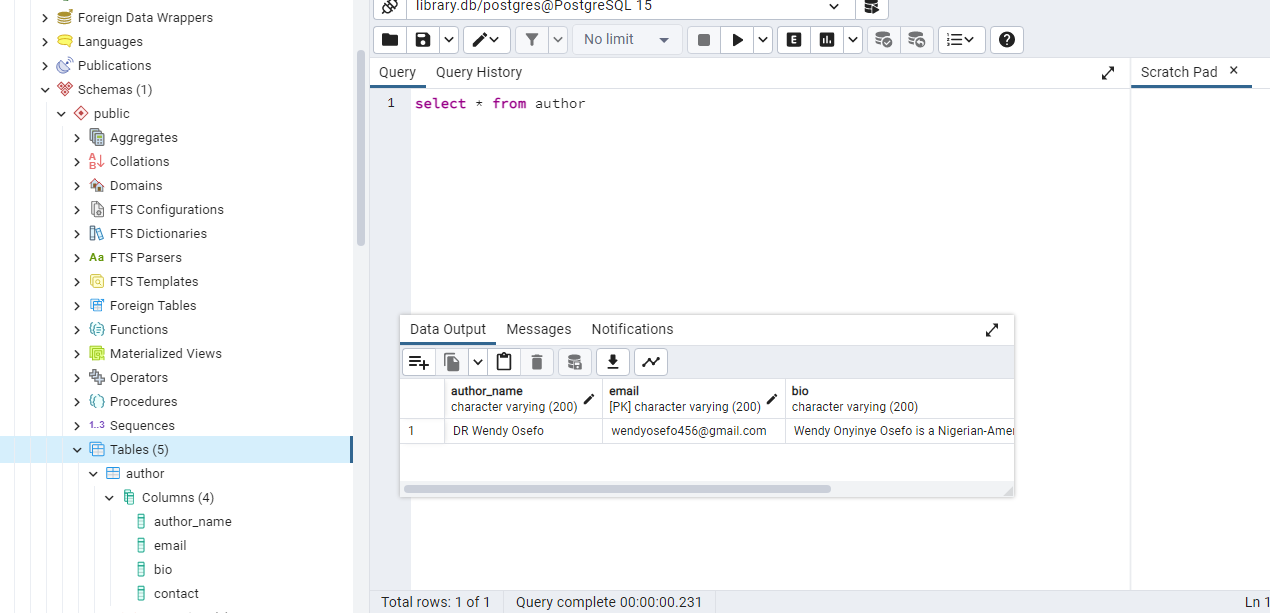 Foreign Data Wrappers
Languages
Publications
Schemas (1)
public
Aggregates
Collations
Domains
FTS Configurations
FTS Dictionaries
FTS Parsers
FTS Templates
Foreign Tables
Functions
Materialized Views
Operators
Procedures
1..3 Sequences
Tables (5)
author
Columns (4)
author_name
email
bio
contact
library.db/postgres@PostgreSQL 15
No limit
E
Query Query History
Scratch Pad
1 select * from author
Data Output Messages Notifications
author_name email bio
character varying (200) [PK] character varying (200) character varying (200)
1 DR Wendy Osefo wendyosefo456@gmail.com Wendy Onyinye Osefo is a Nigerian-Amer
Total rows: 1 of 1 Query complete 00:00:00.231 Ln 1